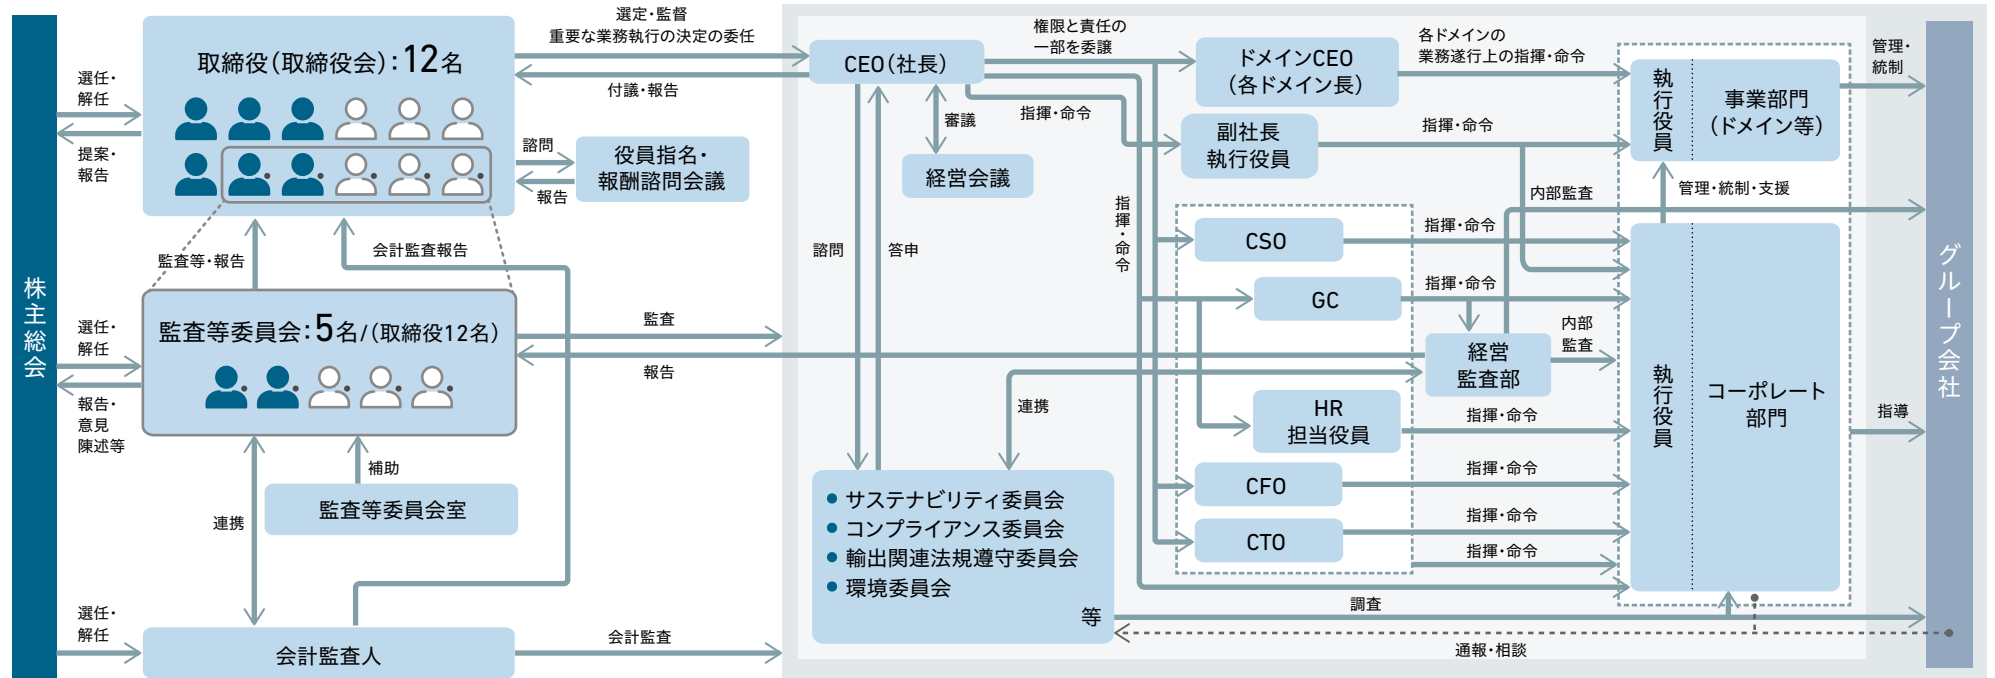 株主総会
選任・
解任
提案・
報告
取締役(取締役会):12名
選定・監督
重要な業務執行の決定の委任
付議・報告
諮問
報告
役員指名・
報酬諮問会議
監査等・報告
会計監査報告
選任・
解任
報告・
意見
陳述等
監査等委員会:5名/(取締役12名)
監査
報告
補助
監査等委員会室
連携
選任・
解任
会計監査人
会計監査
CEO(社長)
審議
経営会議
諮問
答申
連携
サステナビリティ委員会
コンプライアンス委員会
輸出関連法規遵守委員会
環境委員会
等
権限と責任の
一部を委譲
指揮・命令
指揮・命令
ドメインCEO
(各ドメイン長)
各ドメインの
業務遂行上の指揮・命令
副社長
執行役員
指揮・命令
CSO
指揮・命令
GC
指揮・命令
経営
監査部
内部監査
内部
監査
HR
担当役員
指揮・命令
CFO
指揮・命令
CTO
指揮・命令
指揮・命令
執行役員
事業部門
(ドメイン等)
管理・統制・支援
執行役員
コーポレート
部門
管理・
統制
指導
調査
通報・相談
グループ会社